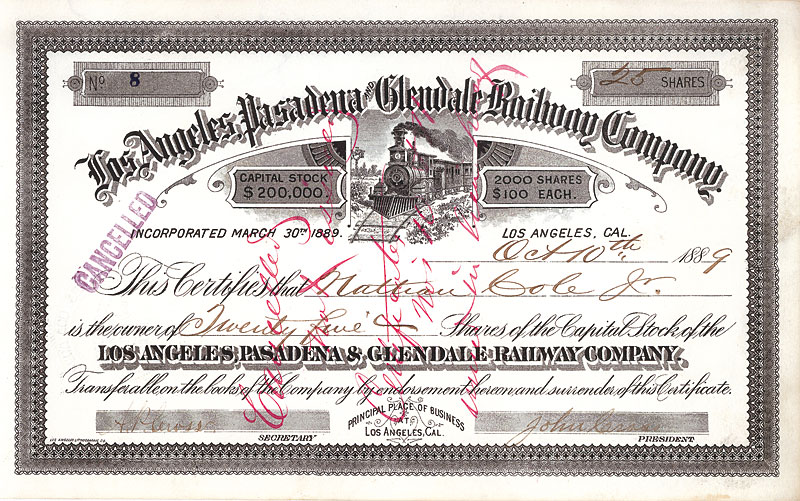 Nº 8
25 SHARES
Los Angeles, Pasadena AND Glendale Railway Company.
CAPITAL STOCK
$200,000.
2000 SHARES
$100 EACH.
INCORPORATED MARCH 30TH 1889.
LOS ANGELES, CAL.
CANCELLED
Oct 10th 1889
This Certifies that Nathan Cole Jr.
is the owner of Twenty five Shares of the Capital Stock of the
LOS ANGELES, PASADENA & GLENDALE RAILWAY COMPANY.
Transferable on the books of the Company by endorsement hereon and surrender of this Certificate.
PRINCIPAL PLACE OF BUSINESS
AT
LOS ANGELES, CAL.
SECRETARY
John
PRESIDENT
Cancelled